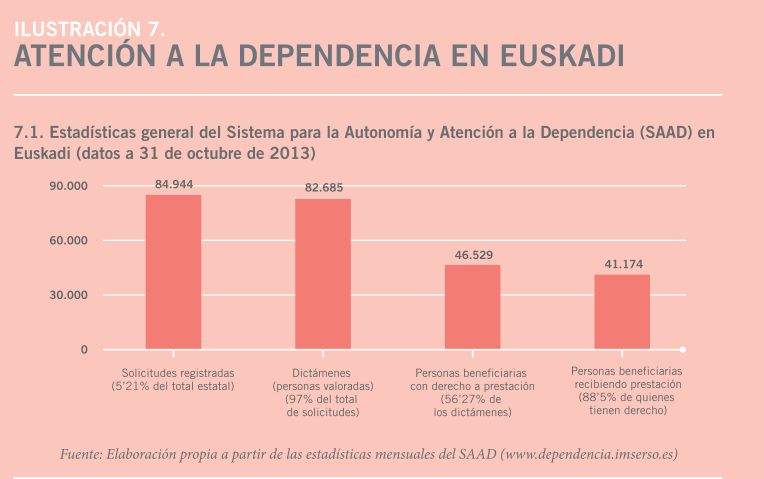 ILUSTRACIÓN 7.
ATENCIÓN A LA DEPENDENCIA EN EUSKADI
7.1. Estadísticas general del Sistema para la Autonomía y Atención a la Dependencia (SAAD) en
Euskadi (datos a 31 de octubre de 2013)
90.000
60.000
30.000
0
84.944
82.685
46.529
41.174
Solicitudes registradas
(5'21% del total estatal)
Dictámenes
(personas valoradas)
(97% del total
de solicitudes)
Personas beneficiarias
con derecho a prestación
(56'27% de
los dictámenes)
Personas beneficiarias
recibiendo prestación
(88'5% de quienes
tienen derecho)
Fuente: Elaboración propia a partir de las estadísticas mensuales del SAAD (www.dependencia.imserso.es)